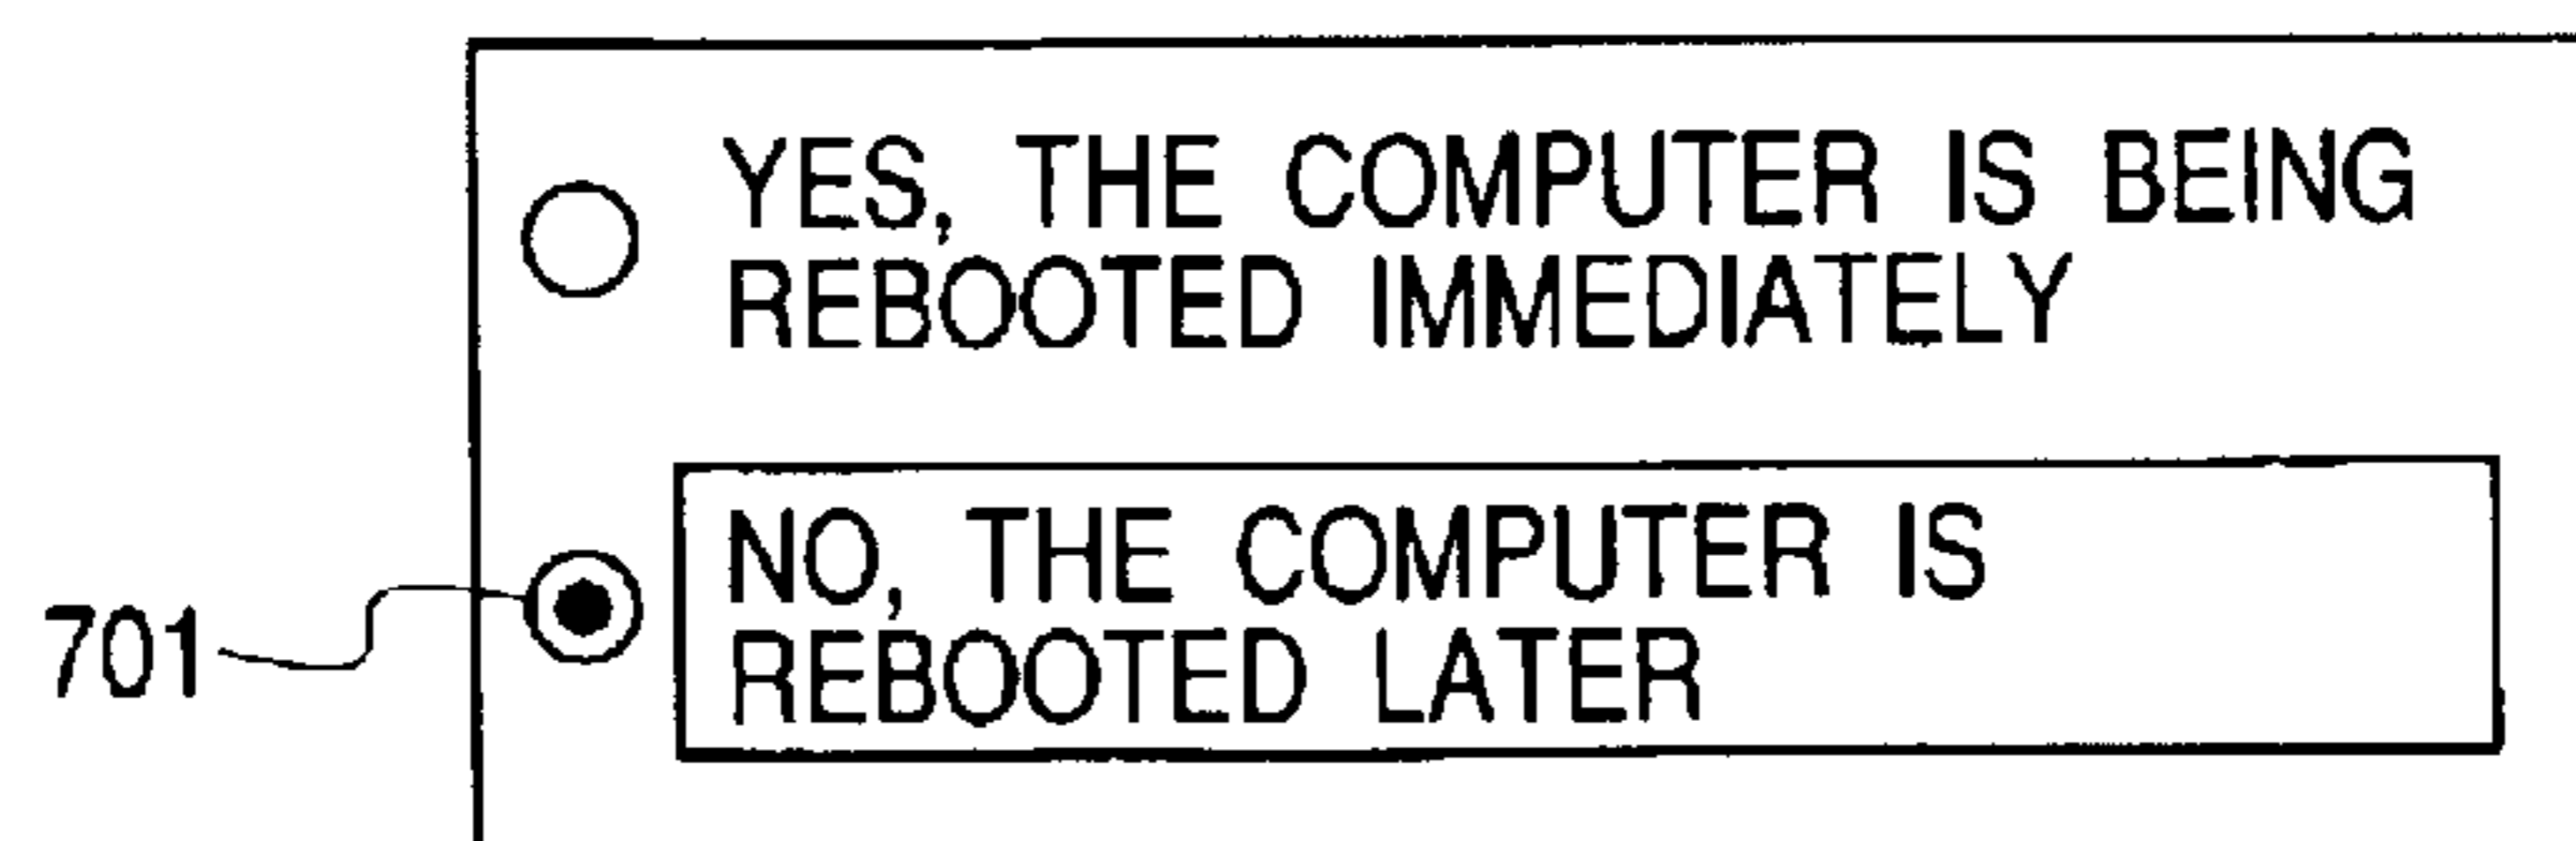 YES, THE COMPUTER IS BEING
REBOOTED IMMEDIATELY
NO, THE COMPUTER IS
REBOOTED LATER
701